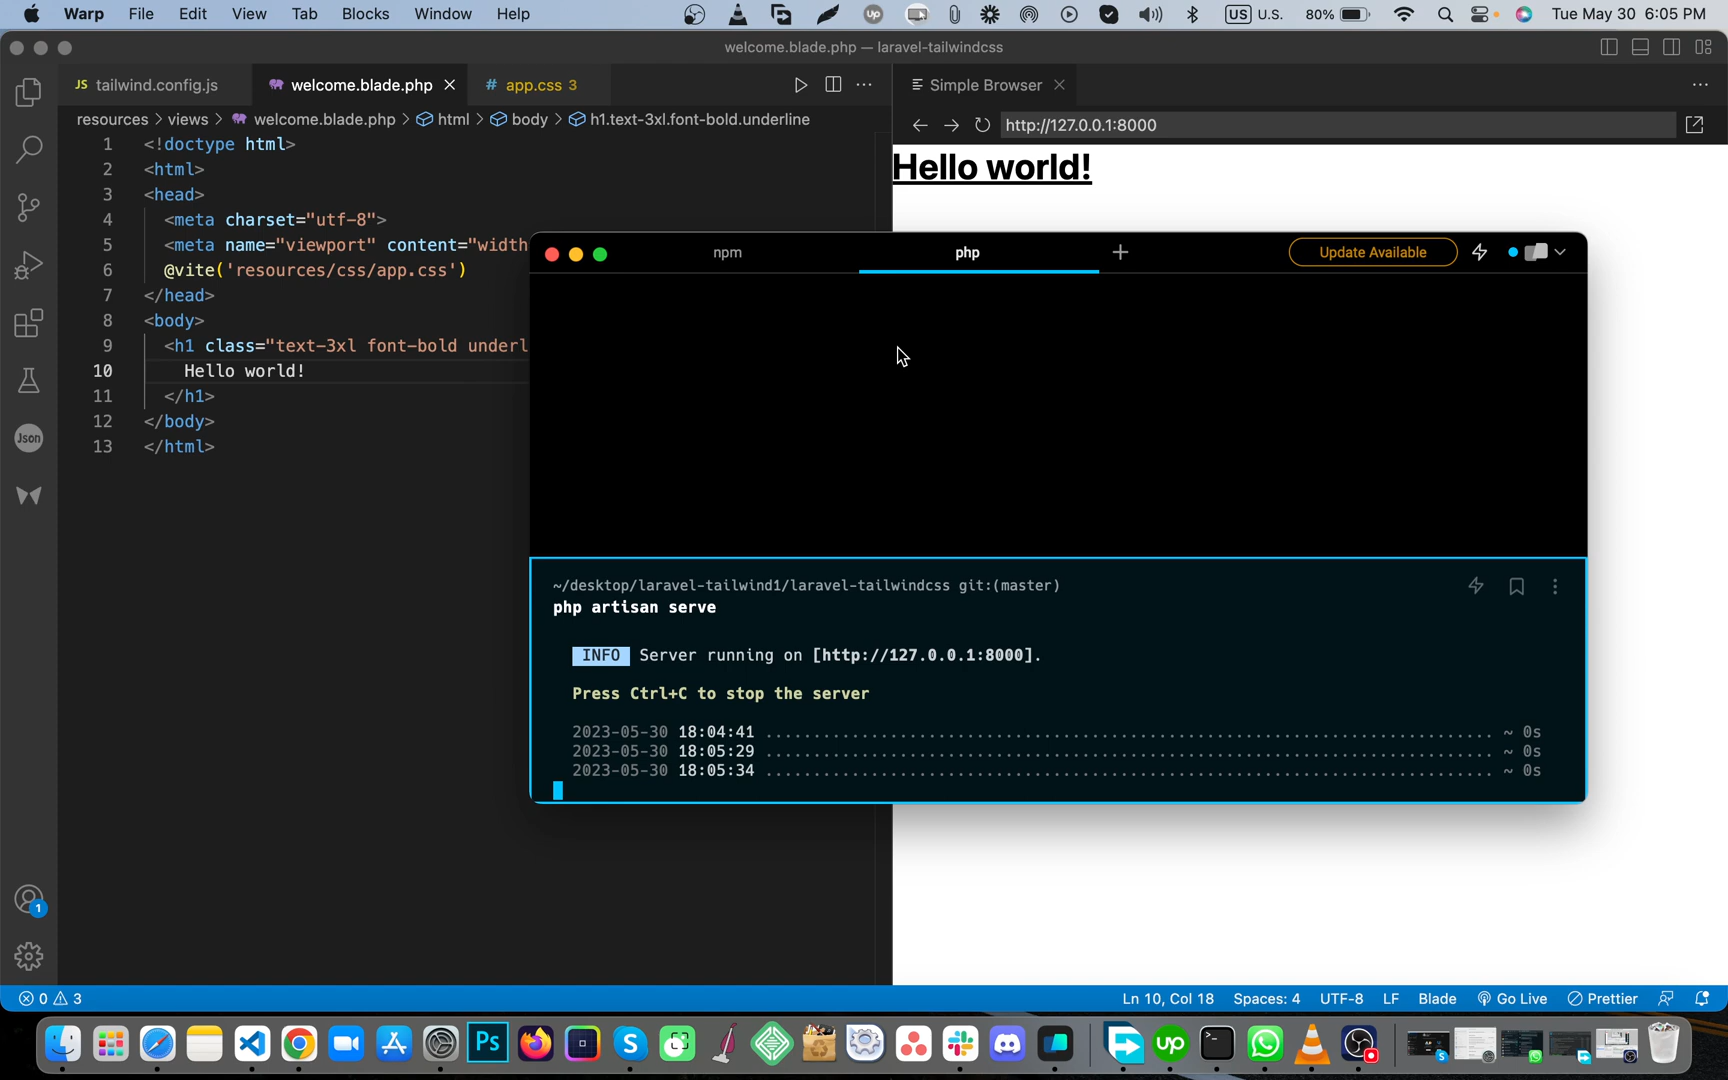 Warp File Edit View Tab Blocks Window Help up US U.S. 80% Tue May 30 6:05 PM
welcome.blade.php — laravel-tailwindcss
JS tailwind.config.js welcome.blade.php # app.css 3 Simple Browser
resources > views > welcome.blade.php > html > body > h1.text-3xl.font-bold.underline
http://127.0.0.1:8000
1 <!doctype html>
2 <html>
3 <head>
4 <meta charset="utf-8">
5 <meta name="viewport" content="width
6 @vite('resources/css/app.css')
7 </head>
8 <body>
9 <h1 class="text-3xl font-bold underl
10 Hello world!
11 </h1>
12 </body>
13 </html>
Json
1
Hello world!
npm php + Update Available
~/desktop/laravel-tailwind1/laravel-tailwindcss git:(master)
php artisan serve
INFO Server running on [http://127.0.0.1:8000].
Press Ctrl+C to stop the server
2023-05-30 18:04:41 ........................................................................... ~ 0s
2023-05-30 18:05:29 ........................................................................... ~ 0s
2023-05-30 18:05:34 ........................................................................... ~ 0s
0 3 Ln 10, Col 18 Spaces: 4 UTF-8 LF Blade Go Live Prettier
Ps S up